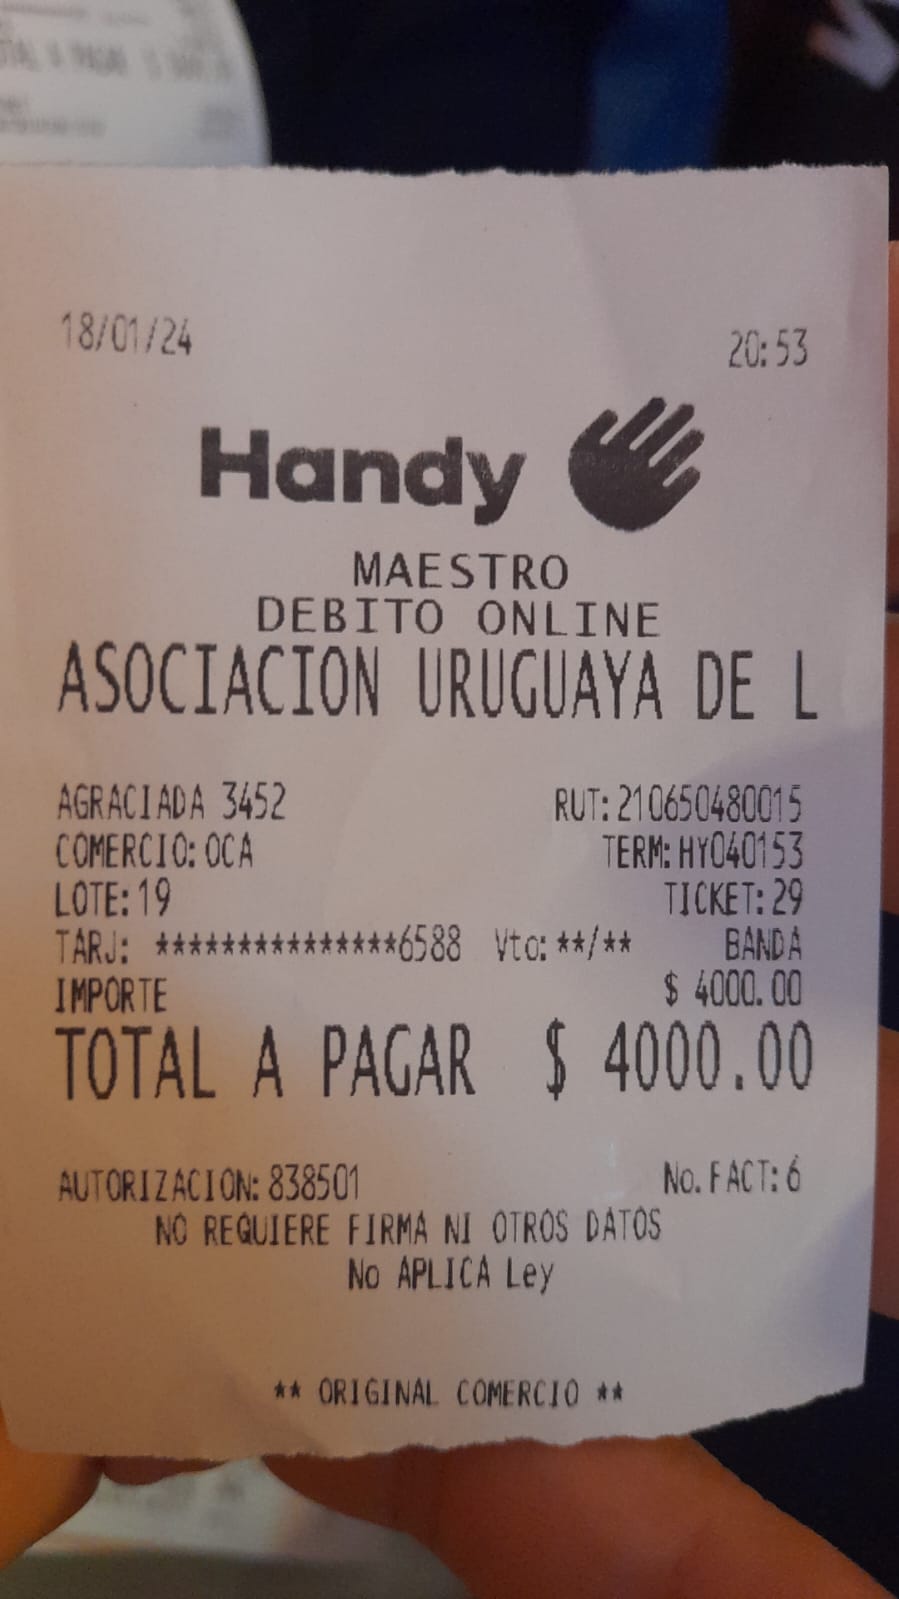 TOTAL A PAGAR $
18/01/24 20:53
Handy
MAESTRO
DEBITO ONLINE
ASOCIACION URUGUAYA DE L
AGRACIADA 3452 RUT:210650480015
COMERCIO: OCA TERM: HY040153
LOTE: 19 TICKET: 29
TARJ: ***************6588 Vto: **/** BANDA
IMPORTE $ 4000.00
TOTAL A PAGAR $ 4000.00
AUTORIZACION: 838501 No. FACT: 6
NO REQUIERE FIRMA NI OTROS DATOS
No APLICA Ley
** ORIGINAL COMERCIO **